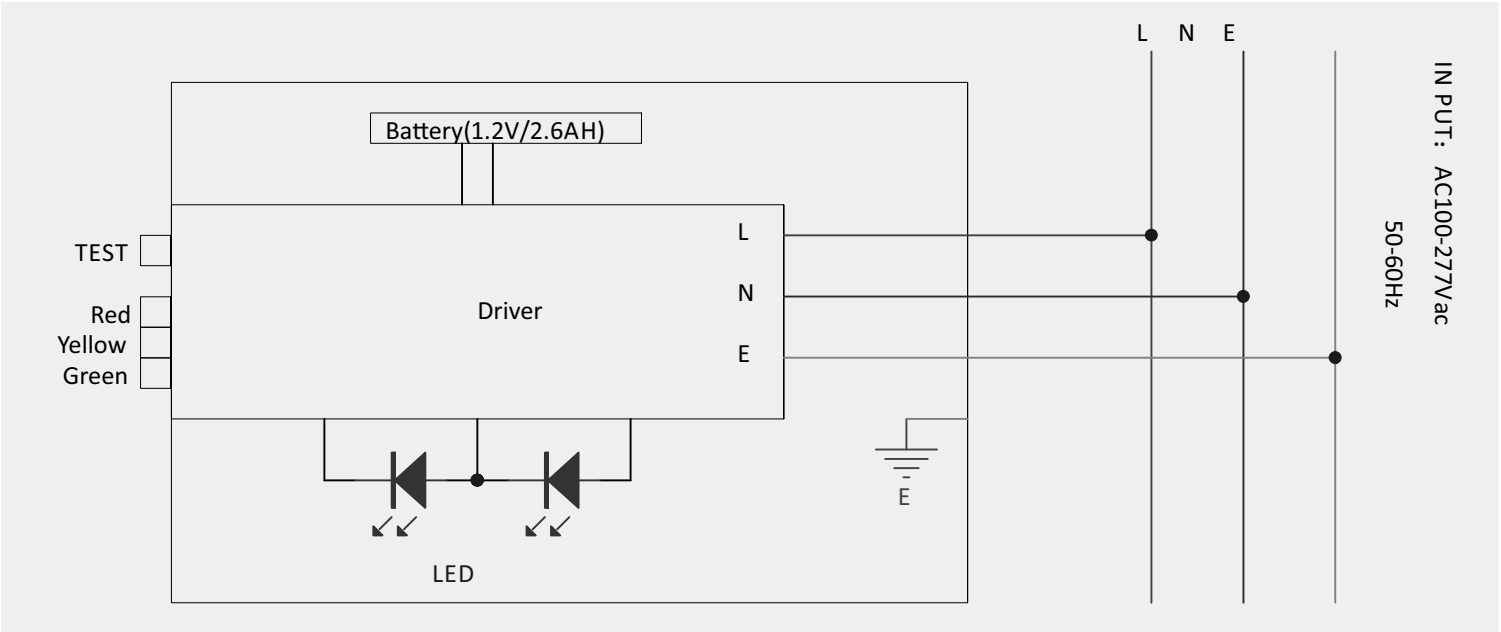 L N E
Battery(1.2V/2.6AH)
TEST
Red
Yellow
Green
Driver
L
N
E
E
LED
IN PUT: AC100-277Vac
50-60Hz